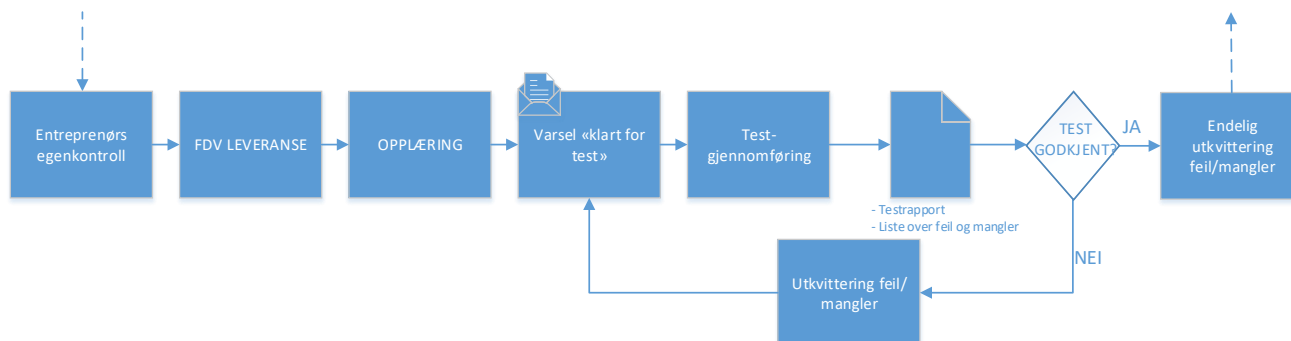 Entreprenørs
egenkontroll
FDV LEVERANSE
OPPLÆRING
Varsel «klart for
test»
Test-
gjennomføring
- Testrapport
- Liste over feil og mangler
TEST
GODKJENT?
JA
Endelig
utkvittering
feil/mangler
NEI
Utkvittering feil/
mangler